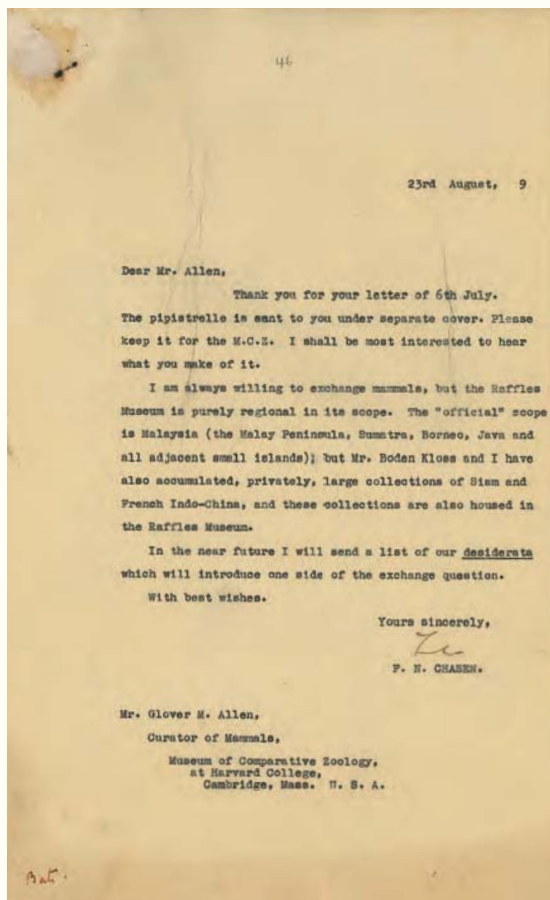 46
23rd August, 9
Dear Mr. Allen,
Thank you for your letter of 6th July.
The pipistrelle is sent to you under separate cover. Please
keep it for the M.C.Z. I shall be most interested to hear
what you make of it.
I am always willing to exchange mammals, but the Raffles
Museum is purely regional in its scope. The "official" scope
is Malaysia (the Malay Peninsula, Sumatra, Borneo, Java and
all adjacent small islands); but Mr. Boden Kloss and I have
also accumulated, privately, large collections of Siam and
French Indo-China, and these collections are also housed in
the Raffles Museum.
In the near future I will send a list of our desiderata
which will introduce one side of the exchange question.
With best wishes.
Yours sincerely,
F. N. CHASEN.
Mr. Glover M. Allen,
Curator of Mammals,
Museum of Comparative Zoology,
at Harvard College,
Cambridge, Mass. U. S. A.
Bats.